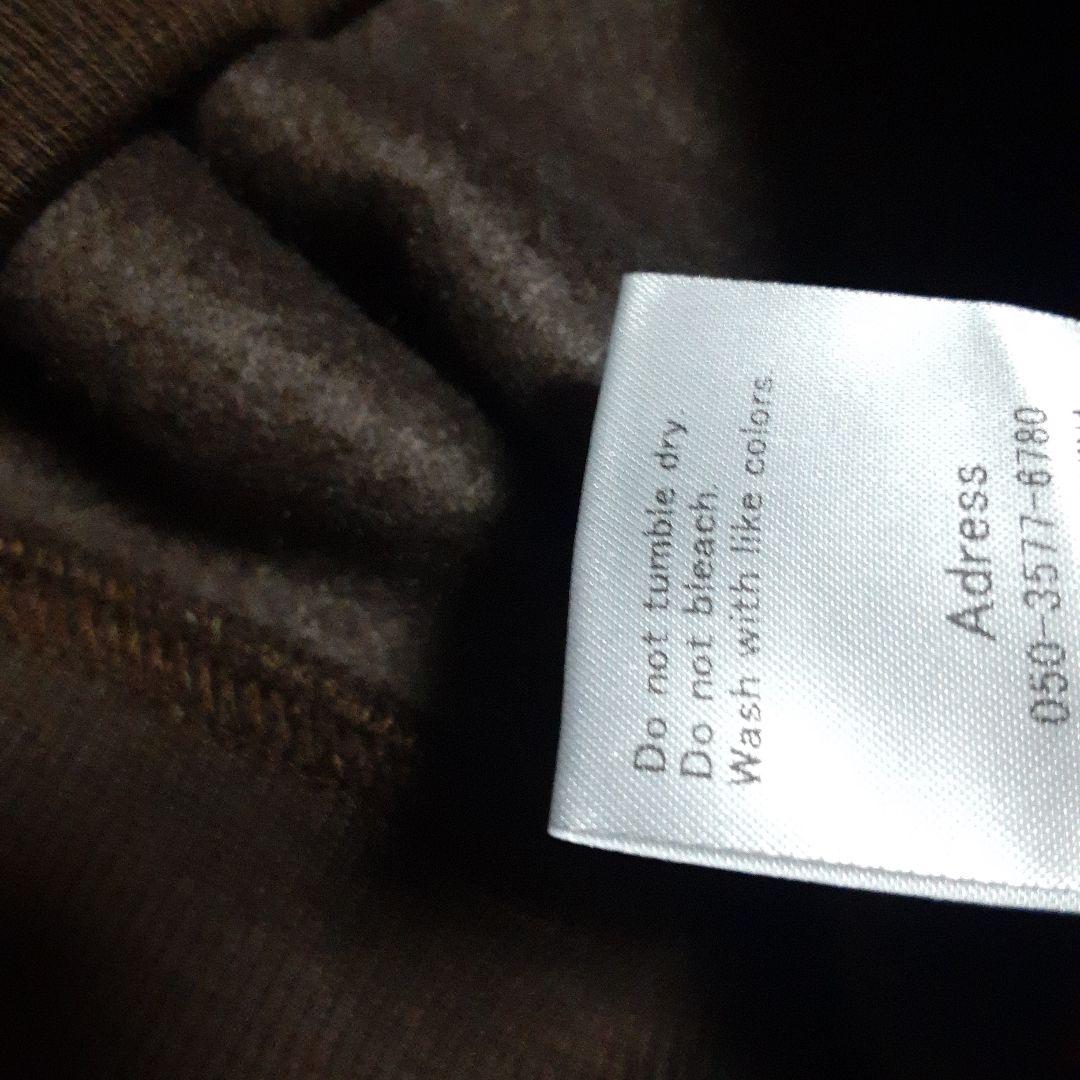 Do not tumble dry.
Do not bleach.
Wash with like colors.
Adress
050-3577-6780